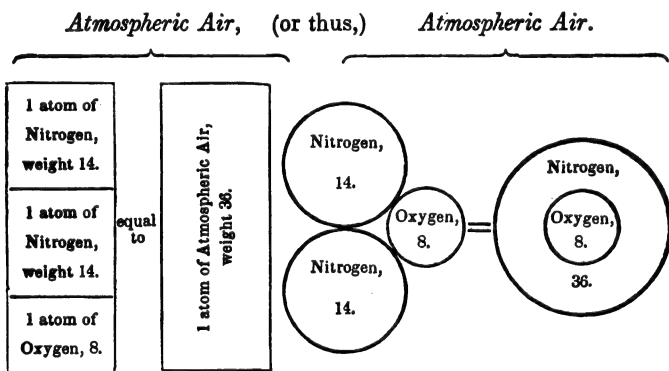 Atmospheric Air, (or thus,) Atmospheric Air.
1 atom of
Nitrogen,
weight 14.
1 atom of
Nitrogen,
weight 14.
1 atom of
Oxygen, 8.
equal
to
1 atom of Atmospheric Air,
weight 36.
Nitrogen,
14.
Nitrogen,
14.
Oxygen,
8.
=
Nitrogen,
Oxygen,
8.
36.